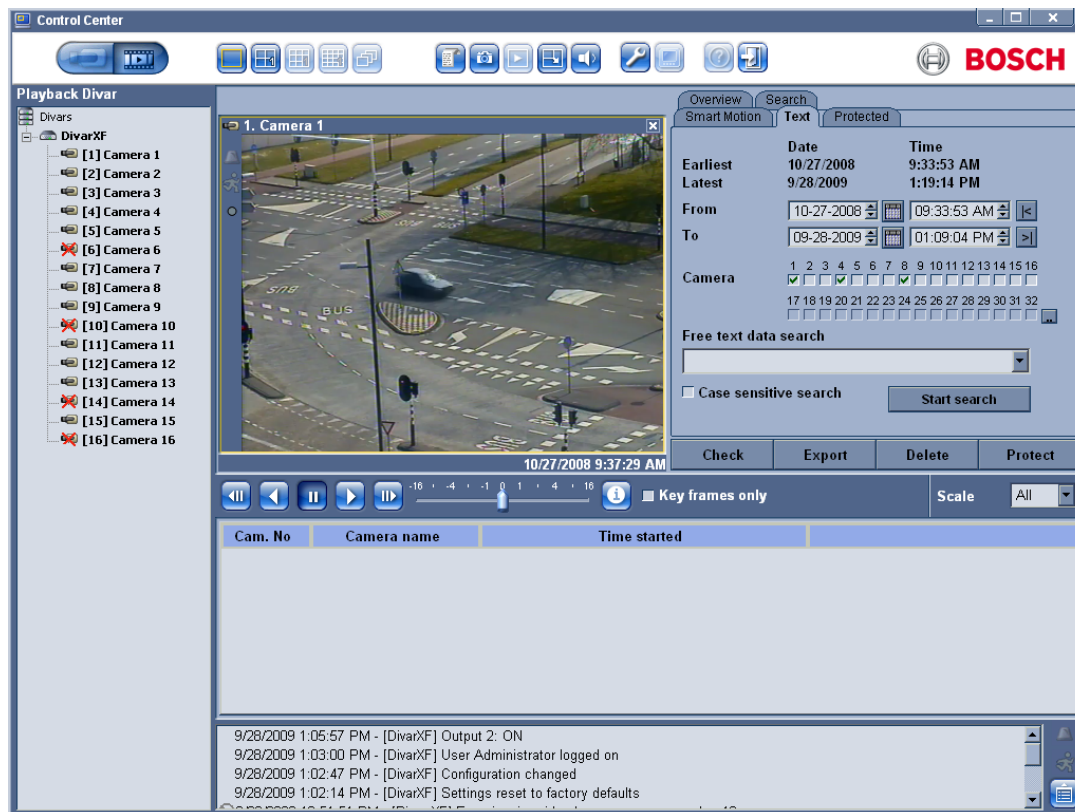 Control Center
BOSCH
Playback Divar
Divars
DivarXF
[1] Camera 1
[2] Camera 2
[3] Camera 3
[4] Camera 4
[5] Camera 5
[6] Camera 6
[7] Camera 7
[8] Camera 8
[9] Camera 9
[10] Camera 10
[11] Camera 11
[12] Camera 12
[13] Camera 13
[14] Camera 14
[15] Camera 15
[16] Camera 16
1. Camera 1
BUS
BUS
10/27/2008 9:37:29 AM
Overview Search
Smart Motion Text Protected
Date Time
Earliest 10/27/2008 9:33:53 AM
Latest 9/28/2009 1:19:14 PM
From 10-27-2008 09:33:53 AM |<
To 09-28-2009 01:09:04 PM >|
1 2 3 4 5 6 7 8 9 10 11 12 13 14 15 16
Camera
17 18 19 20 21 22 23 24 25 26 27 28 29 30 31 32
..
Free text data search
Case sensitive search Start search
Check Export Delete Protect
-16 -4 -1 0 1 4 16 Key frames only Scale All
Cam. No Camera name Time started
9/28/2009 1:05:57 PM - [DivarXF] Output 2: ON
9/28/2009 1:03:00 PM - [DivarXF] User Administrator logged on
9/28/2009 1:02:47 PM - [DivarXF] Configuration changed
9/28/2009 1:02:14 PM - [DivarXF] Settings reset to factory defaults